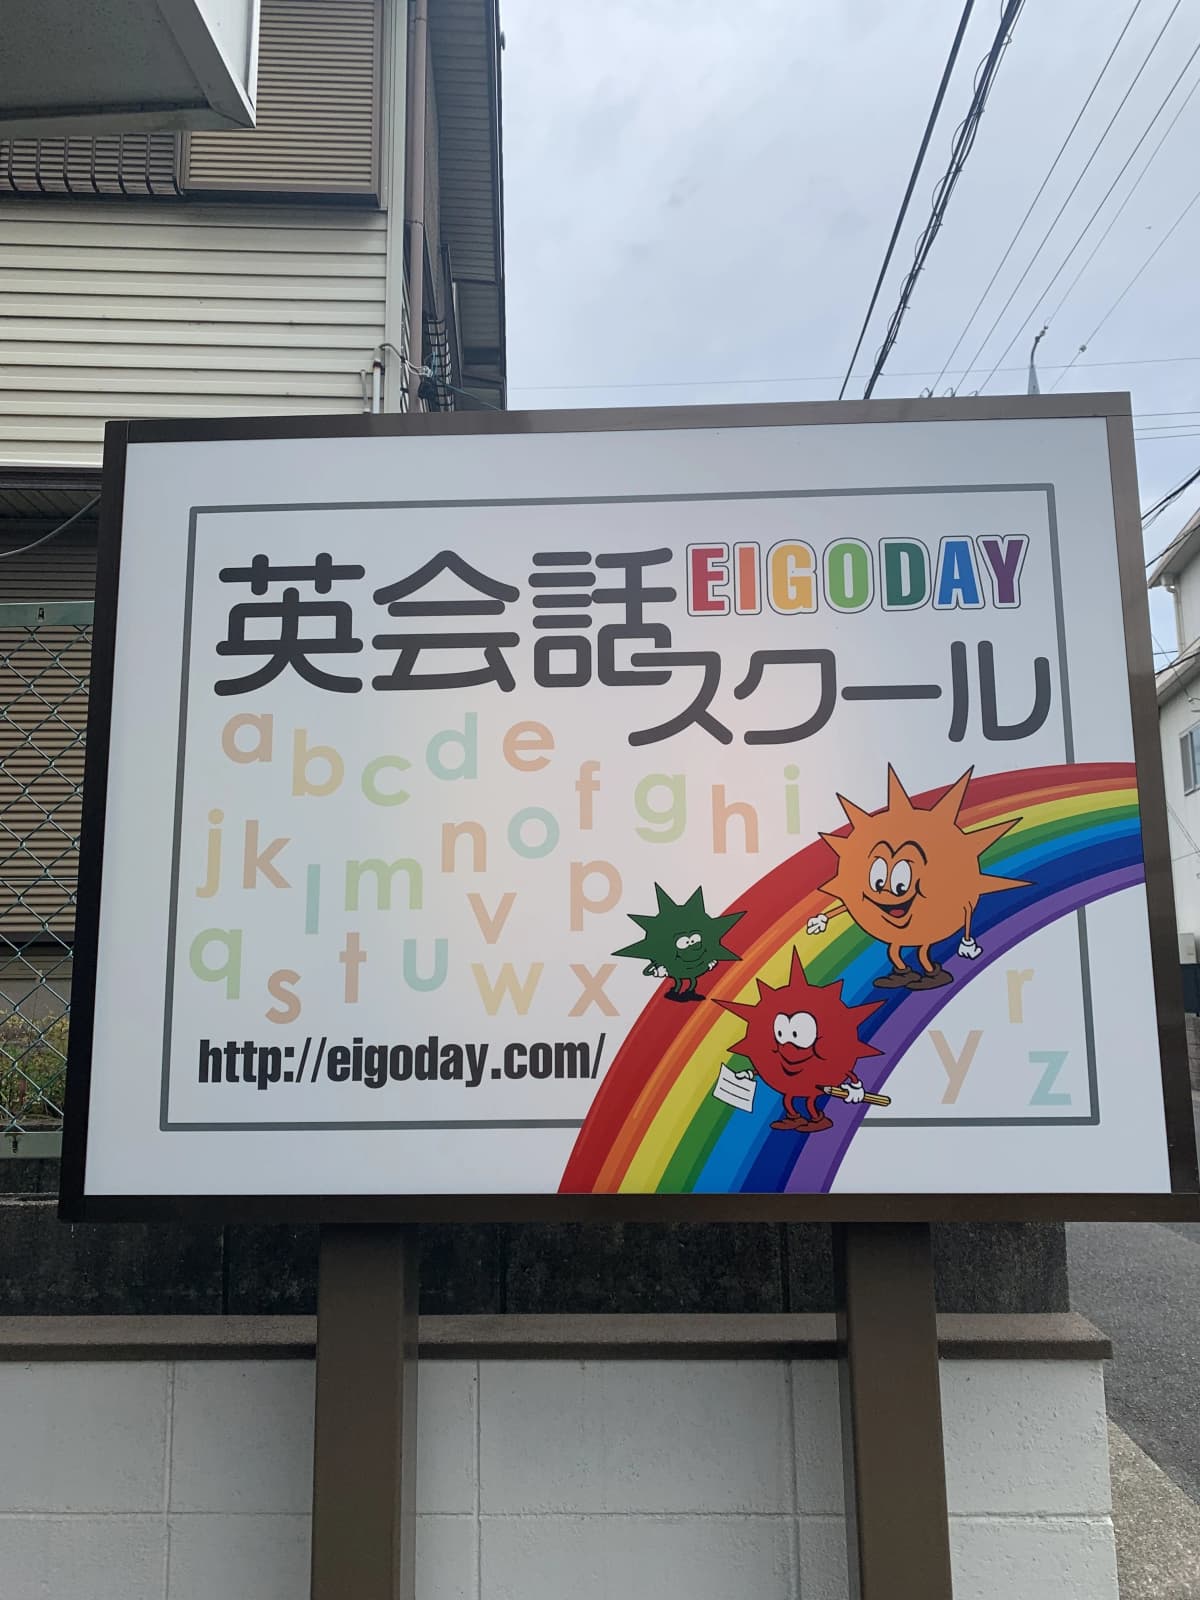 英会話 EIGODAY
スクール
a b c d e f g h i
j k l m n o p
q s t u v w x r
y z
http://eigoday.com/